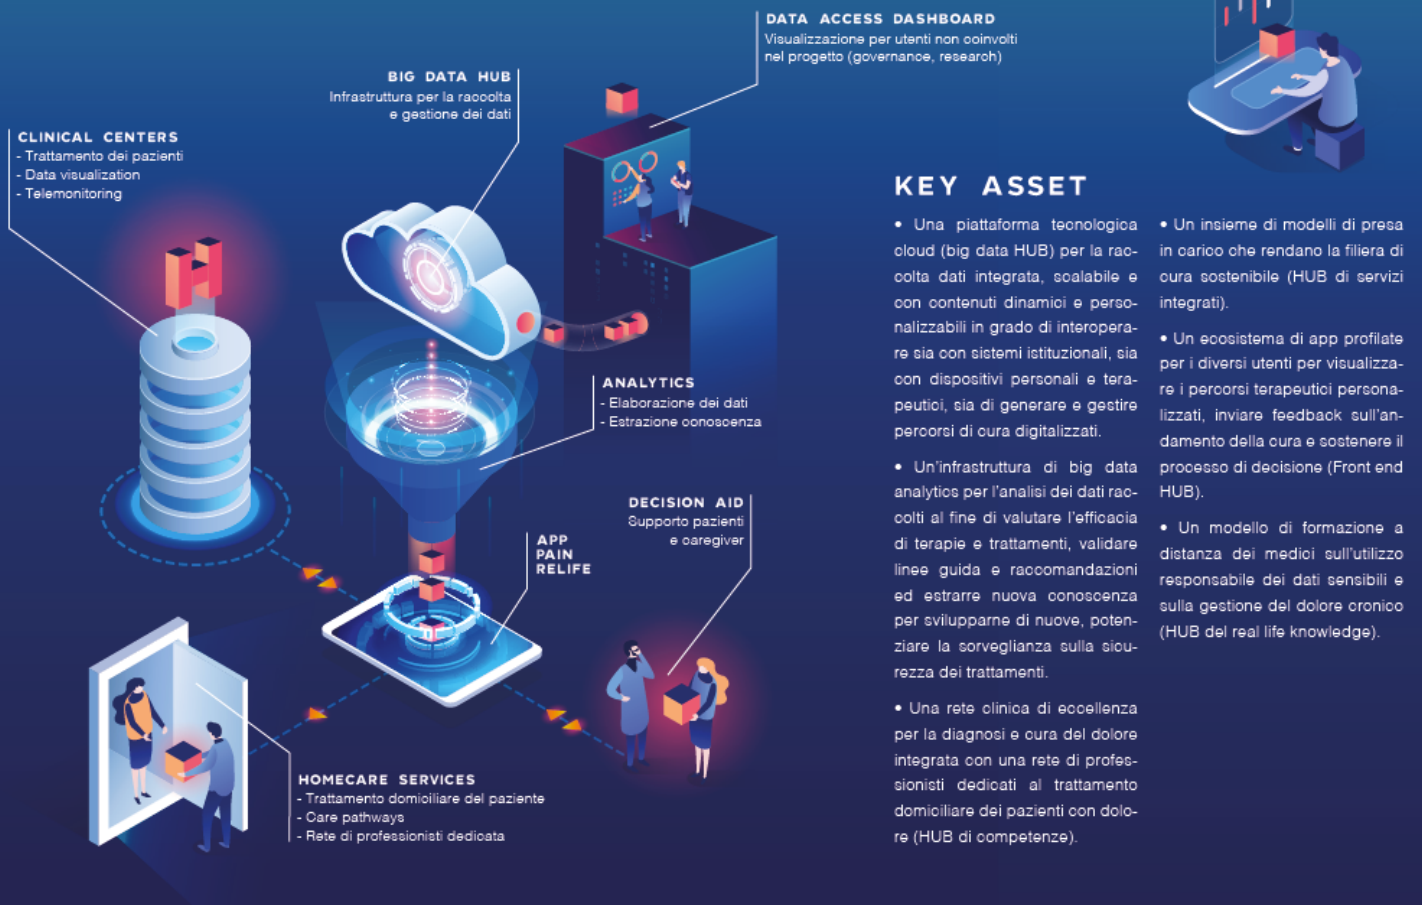 DATA ACCESS DASHBOARD
Visualizzazione per utenti non coinvolti
nel progetto (governance, research)
BIG DATA HUB
Infrastruttura per la raccolta
e gestione dei dati
CLINICAL CENTERS
- Trattamento dei pazienti
- Data visualization
- Telemonitoring
ANALYTICS
- Elaborazione dei dati
- Estrazione conoscenza
DECISION AID
Supporto pazienti
e caregiver
APP
PAIN
RELIFE
HOMECARE SERVICES
- Trattamento domiciliare del paziente
- Care pathways
- Rete di professionisti dedicata
KEY ASSET
• Una piattaforma tecnologica
cloud (big data HUB) per la rac-
colta dati integrata, scalabile e
con contenuti dinamici e perso-
nalizzabili in grado di interopera-
re sia con sistemi istituzionali, sia
con dispositivi personali e tera-
peutici, sia di generare e gestire
percorsi di cura digitalizzati.
• Un'infrastruttura di big data
analytics per l'analisi dei dati rac-
colti al fine di valutare l'efficacia
di terapie e trattamenti, validare
linee guida e raccomandazioni
ed estrarre nuova conoscenza
per svilupparne di nuove, poten-
ziare la sorveglianza sulla sicu-
rezza dei trattamenti.
• Una rete clinica di eccellenza
per la diagnosi e cura del dolore
integrata con una rete di profes-
sionisti dedicati al trattamento
domiciliare dei pazienti con dolo-
re (HUB di competenze).
• Un insieme di modelli di presa
in carico che rendano la filiera di
cura sostenibile (HUB di servizi
integrati).
• Un ecosistema di app profilate
per i diversi utenti per visualizza-
re i percorsi terapeutici persona-
lizzati, inviare feedback sull'an-
damento della cura e sostenere il
processo di decisione (Front end
HUB).
• Un modello di formazione a
distanza dei medici sull'utilizzo
responsabile dei dati sensibili e
sulla gestione del dolore cronico
(HUB del real life knowledge).